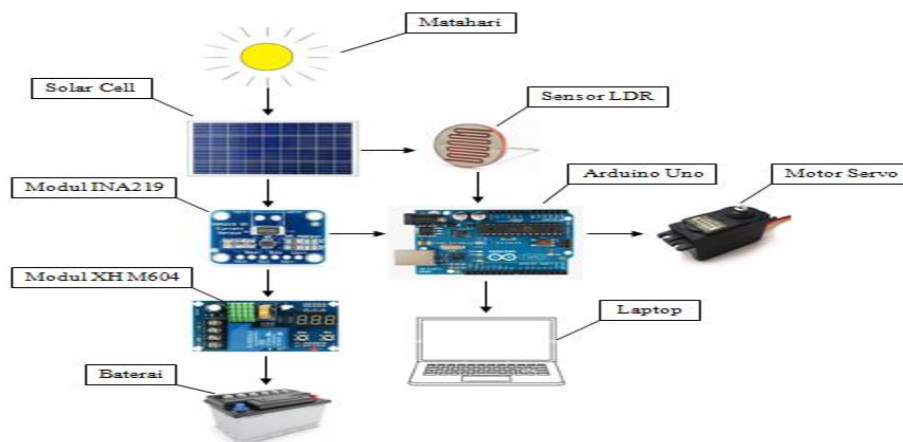 Matahari
Solar Cell
Sensor LDR
Modul INA219
Arduino Uno
Motor Servo
Modul XH M604
Laptop
Baterai